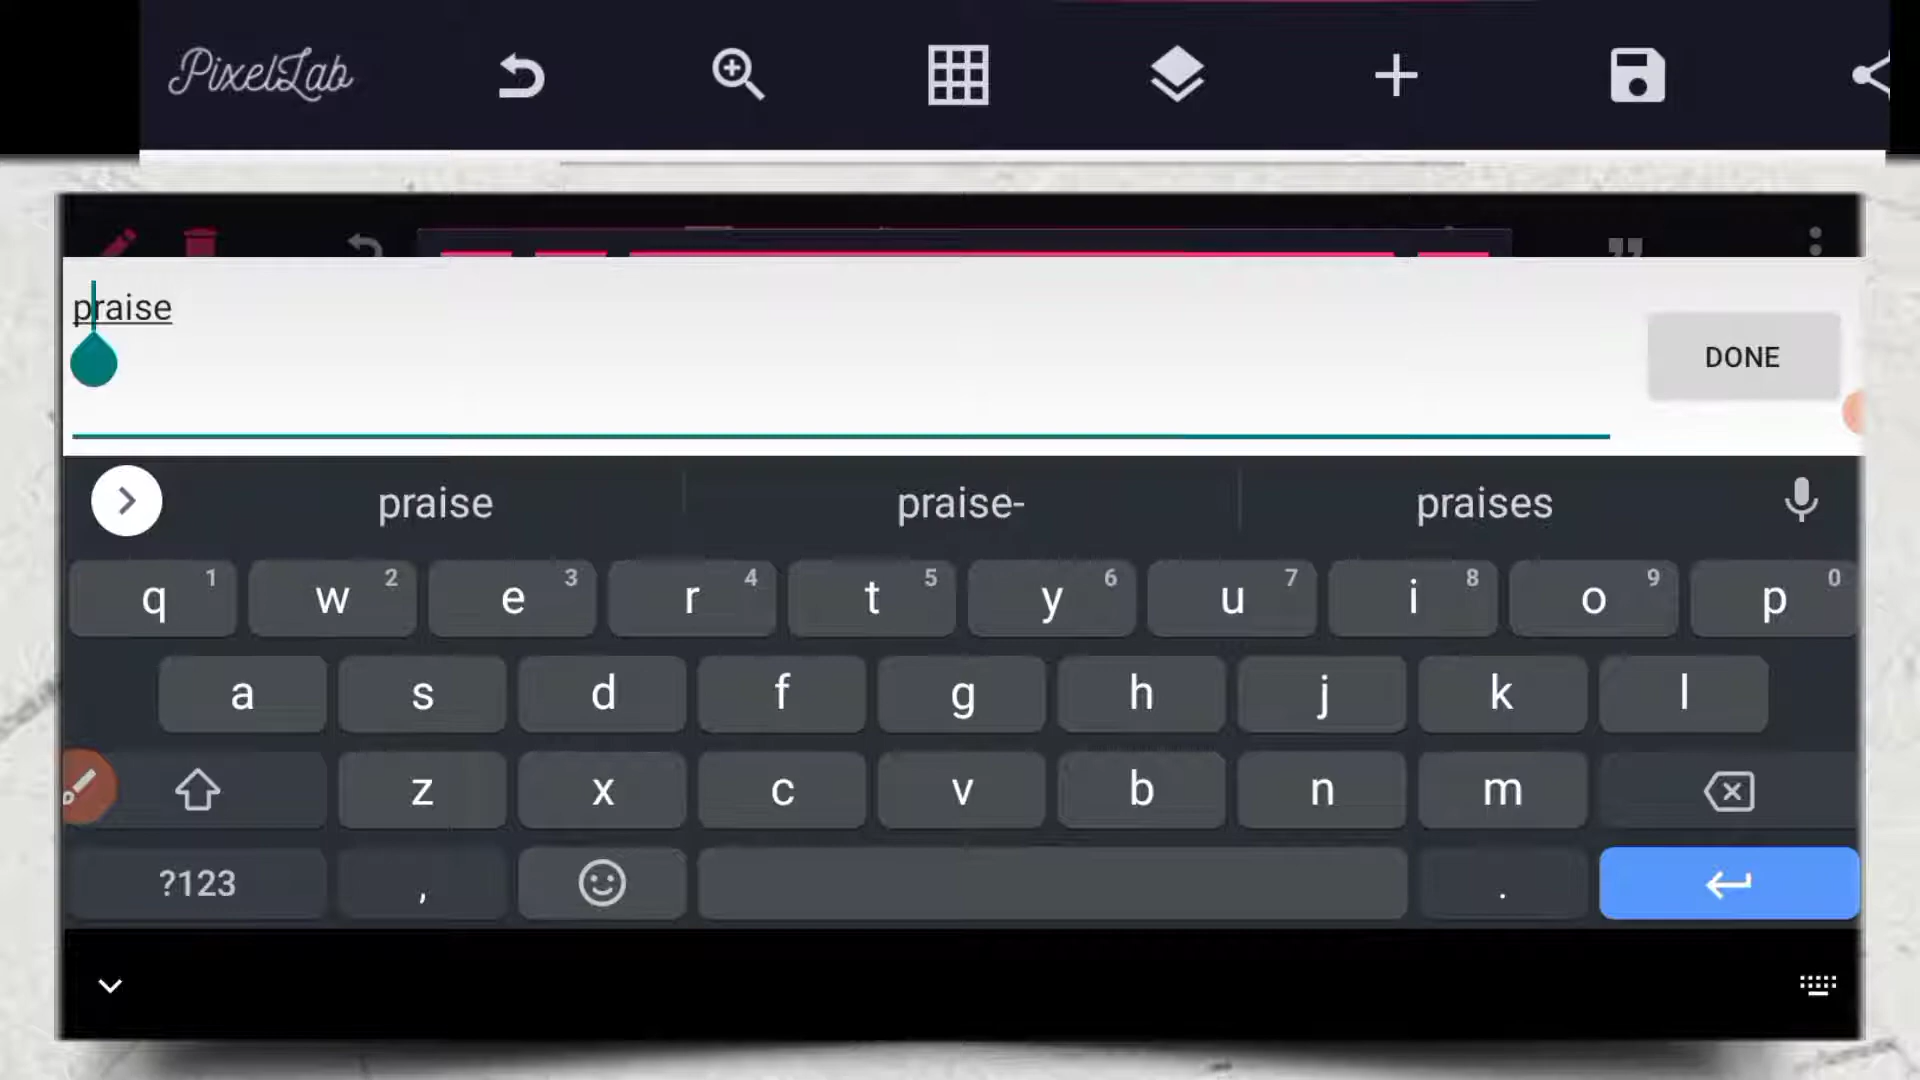 PixelLab
praise
DONE
praise praise- praises
q 1 w 2 e 3 r 4 t 5 y 6 u 7 i 8 o 9 p 0
a s d f g h j k l
z x c v b n m
?123 , .